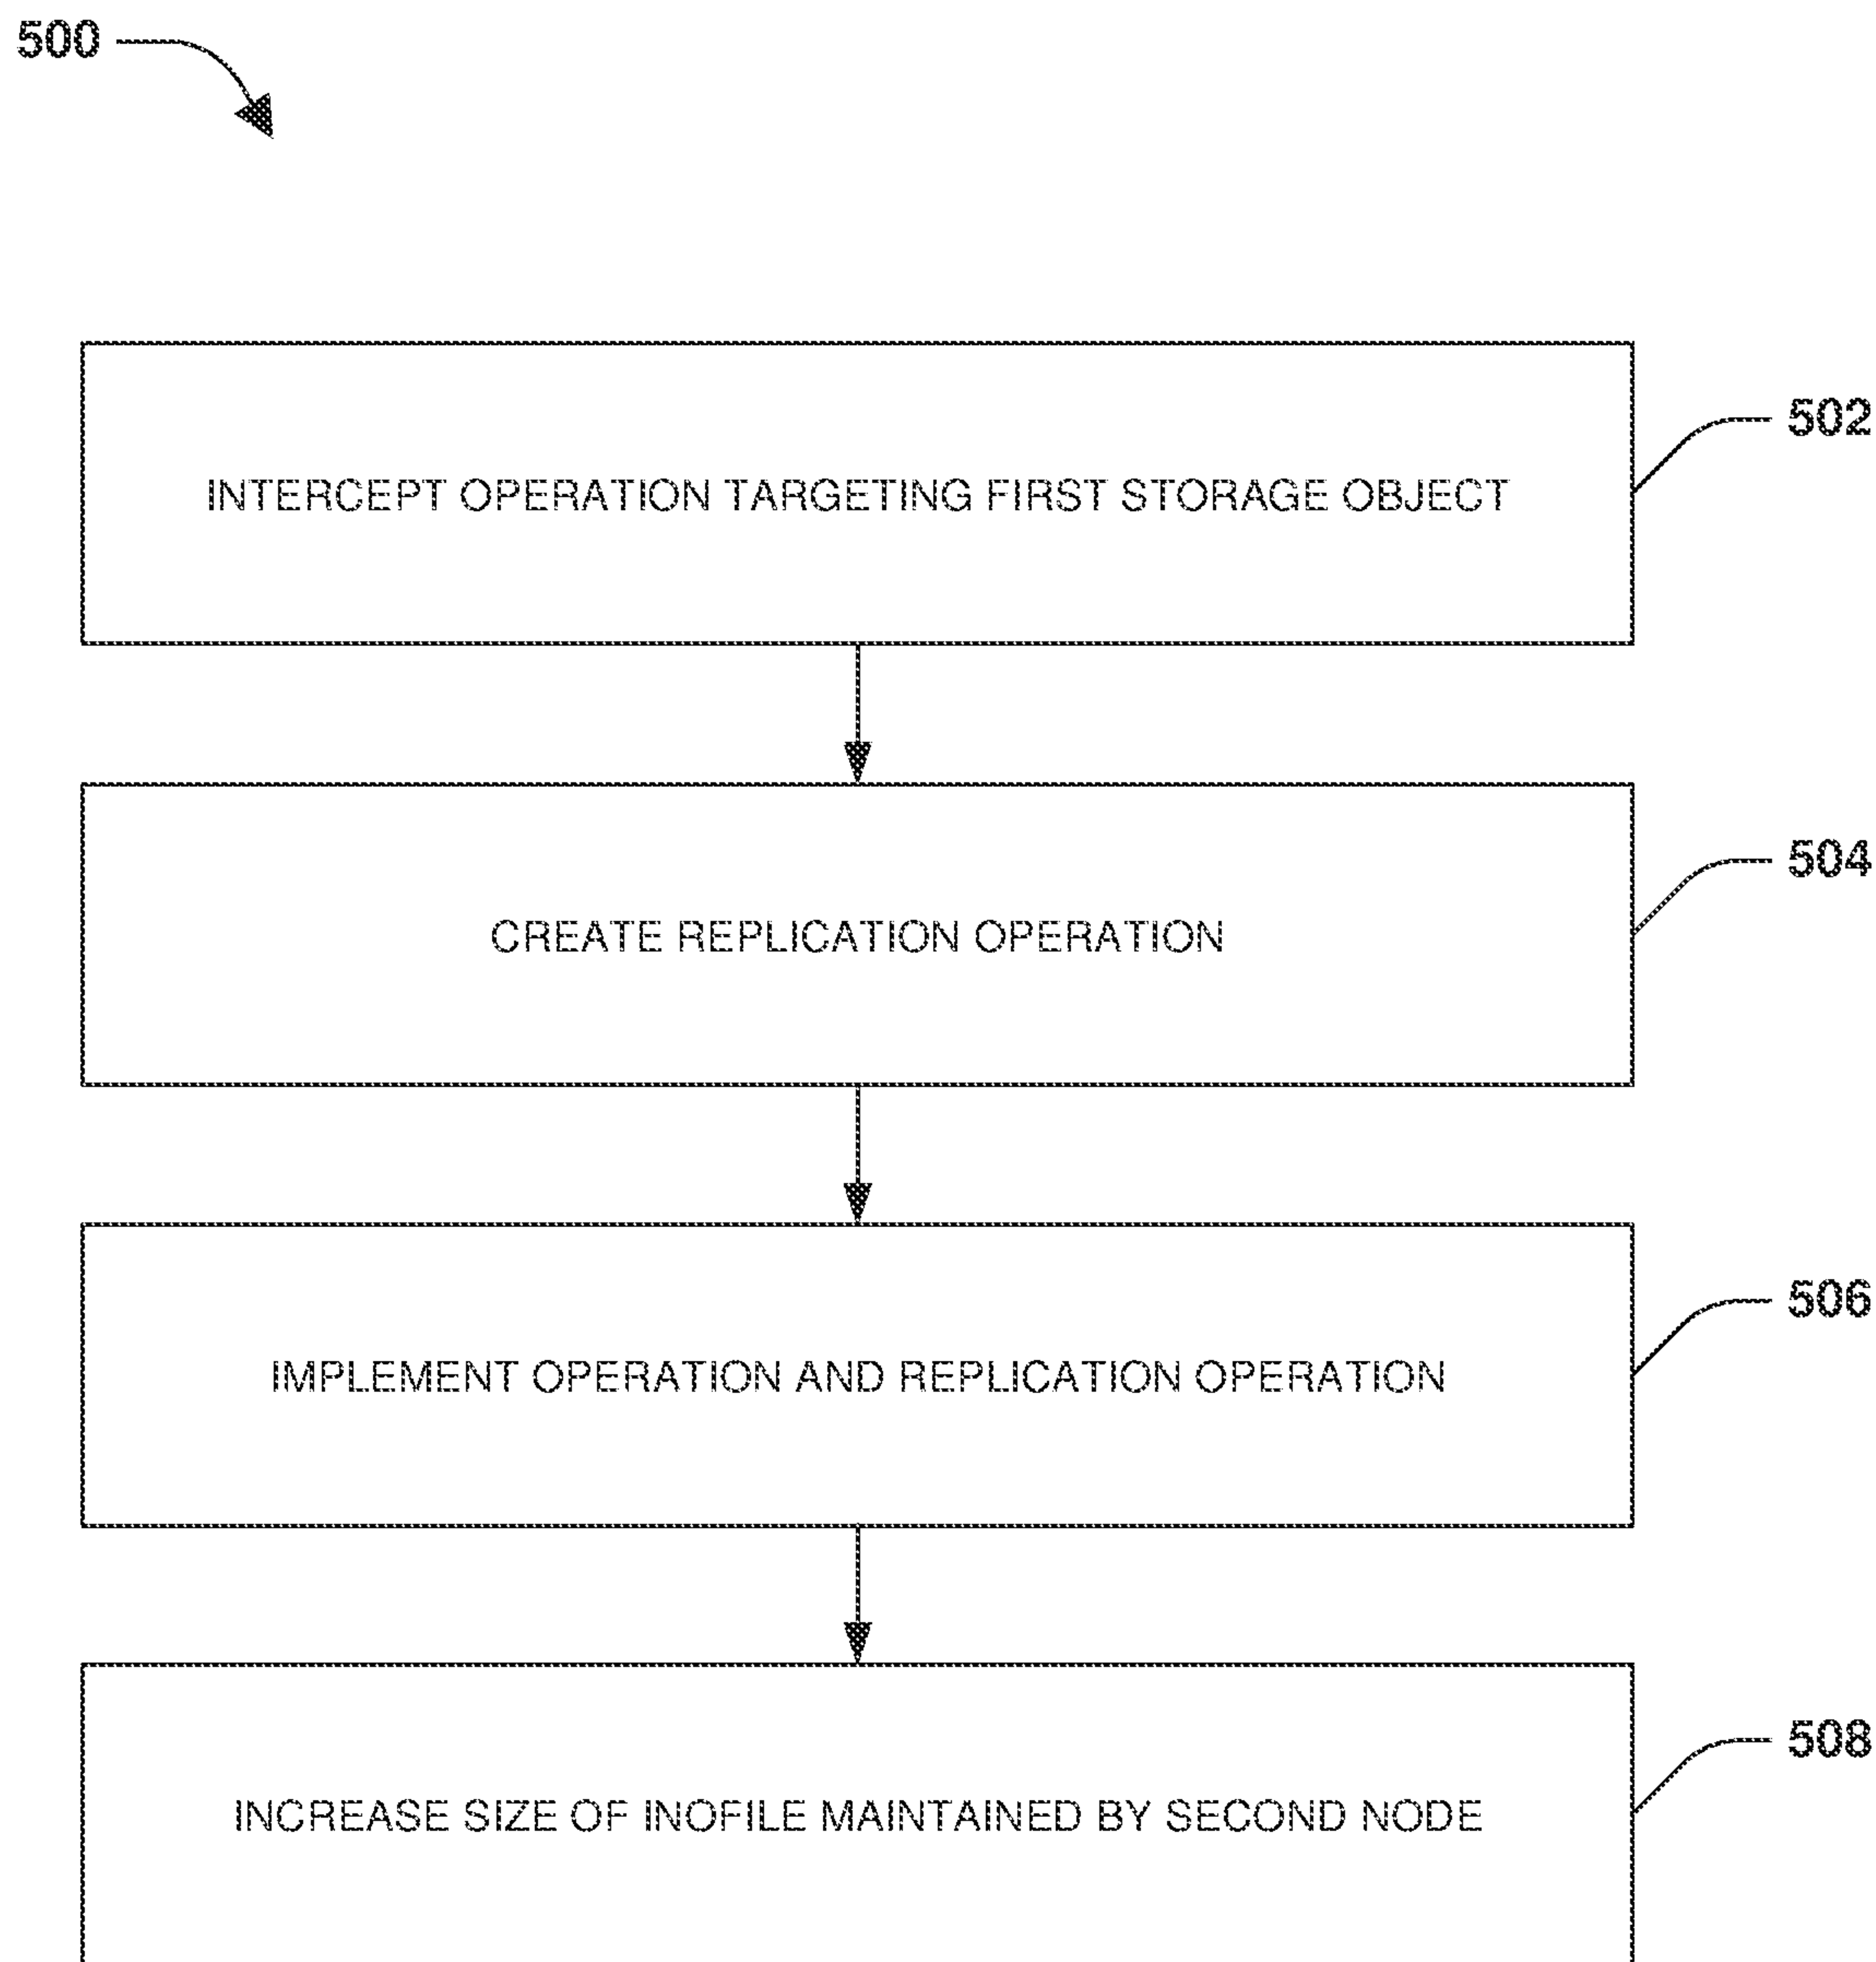 500
INTERCEPT OPERATION TARGETING FIRST STORAGE OBJECT
502
CREATE REPLICATION OPERATION
504
IMPLEMENT OPERATION AND REPLICATION OPERATION
506
INCREASE SIZE OF INOFILE MAINTAINED BY SECOND NODE
508